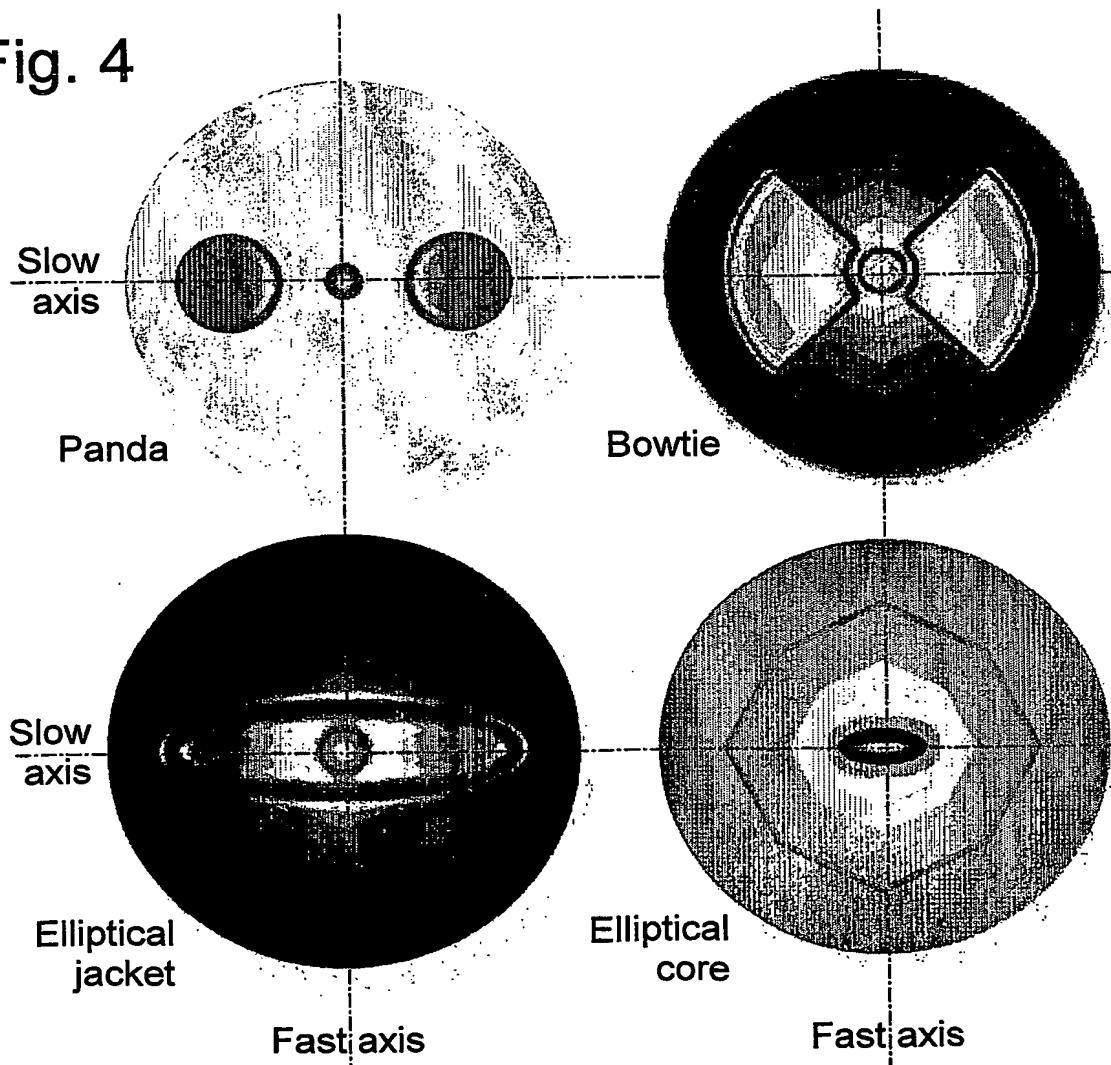 Fig. 4
Slow
axis
Panda
Bowtie
Slow
axis
Elliptical
jacket
Elliptical
core
Fast axis
Fast axis